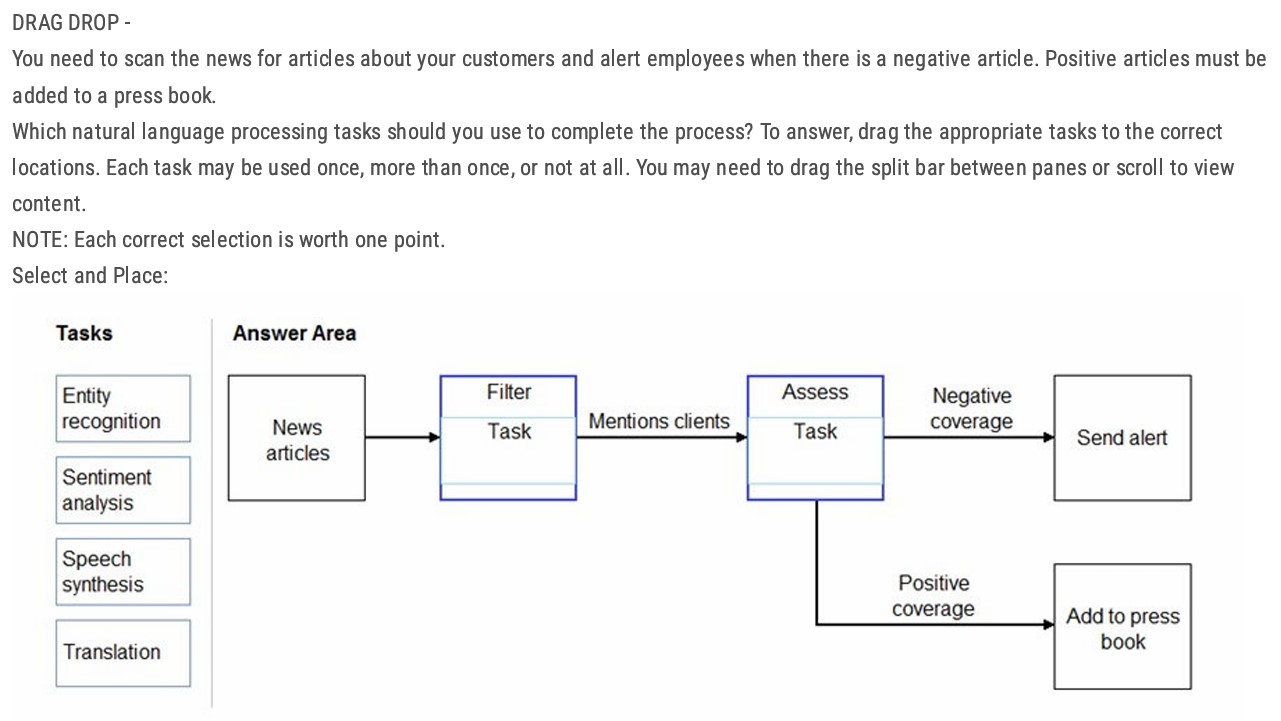 DRAG DROP -
You need to scan the news for articles about your customers and alert employees when there is a negative article. Positive articles must be
added to a press book.
Which natural language processing tasks should you use to complete the process? To answer, drag the appropriate tasks to the correct
locations. Each task may be used once, more than once, or not at all. You may need to drag the split bar between panes or scroll to view
content.
NOTE: Each correct selection is worth one point.
Select and Place:
Tasks
Entity
recognition
Sentiment
analysis
Speech
synthesis
Translation
Answer Area
News
articles
Filter
Task
Mentions clients
Assess
Task
Negative
coverage
Send alert
Positive
coverage
Add to press
book